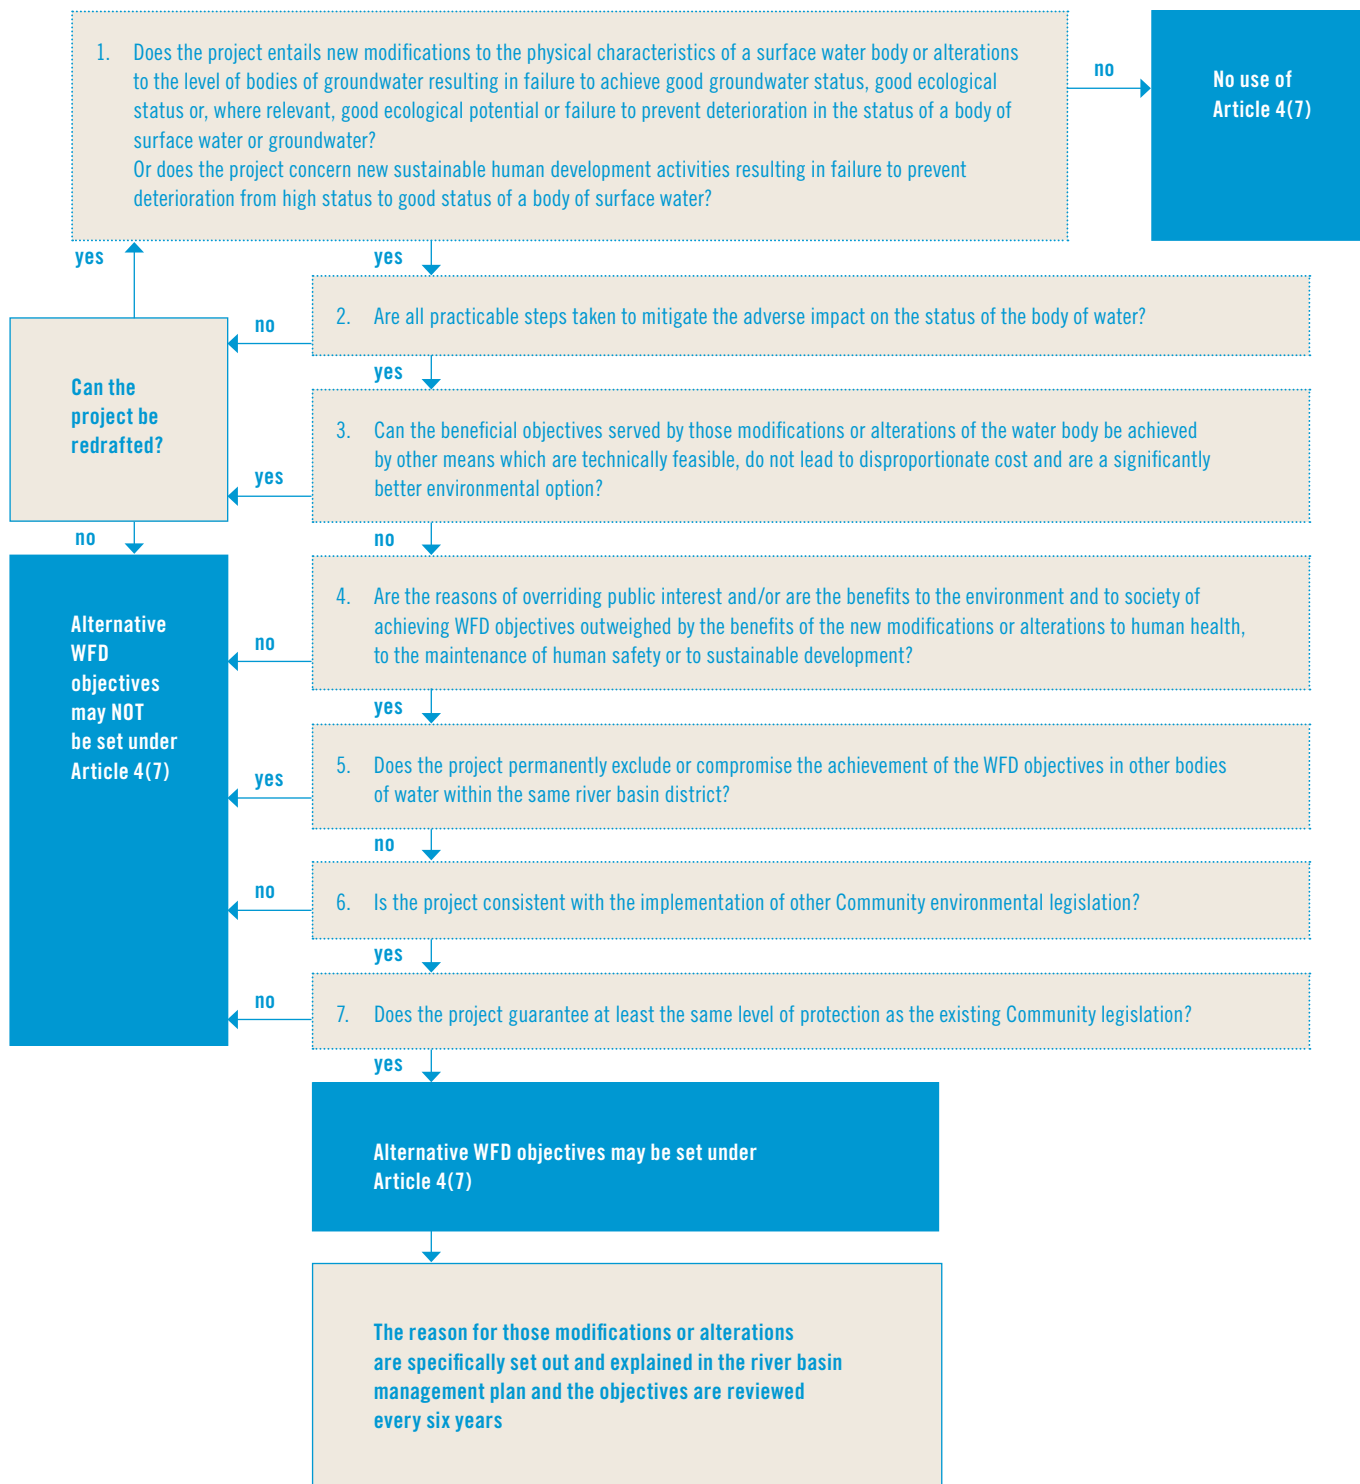 1. Does the project entails new modifications to the physical characteristics of a surface water body or alterations
to the level of bodies of groundwater resulting in failure to achieve good groundwater status, good ecological
status or, where relevant, good ecological potential or failure to prevent deterioration in the status of a body of
surface water or groundwater?
Or does the project concern new sustainable human development activities resulting in failure to prevent
deterioration from high status to good status of a body of surface water?
no
No use of
Article 4(7)
yes
yes
2. Are all practicable steps taken to mitigate the adverse impact on the status of the body of water?
no
Can the
project be
redrafted?
yes
3. Can the beneficial objectives served by those modifications or alterations of the water body be achieved
by other means which are technically feasible, do not lead to disproportionate cost and are a significantly
better environmental option?
yes
no
no
Alternative
WFD
objectives
may NOT
be set under
Article 4(7)
4. Are the reasons of overriding public interest and/or are the benefits to the environment and to society of
achieving WFD objectives outweighed by the benefits of the new modifications or alterations to human health,
to the maintenance of human safety or to sustainable development?
no
yes
5. Does the project permanently exclude or compromise the achievement of the WFD objectives in other bodies
of water within the same river basin district?
yes
no
6. Is the project consistent with the implementation of other Community environmental legislation?
no
yes
7. Does the project guarantee at least the same level of protection as the existing Community legislation?
no
yes
Alternative WFD objectives may be set under
Article 4(7)
The reason for those modifications or alterations
are specifically set out and explained in the river basin
management plan and the objectives are reviewed
every six years